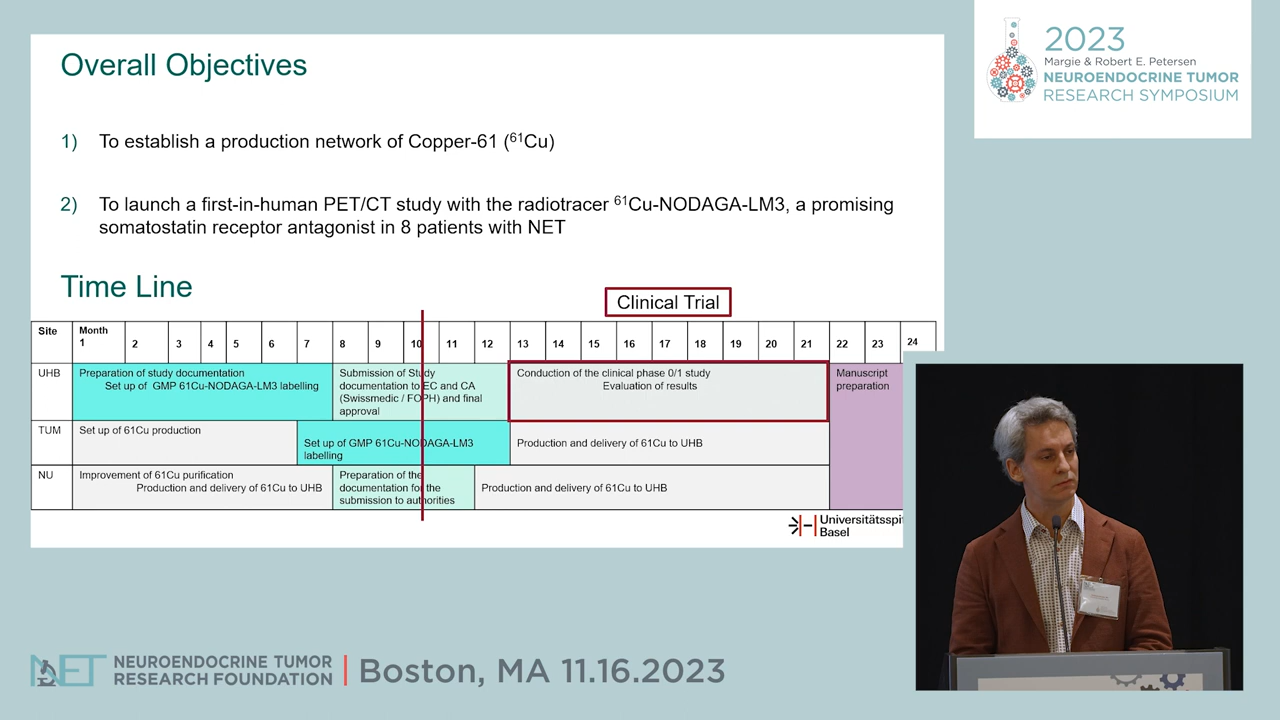 Overall Objectives
1) To establish a production network of Copper-61 (⁶¹Cu)
2) To launch a first-in-human PET/CT study with the radiotracer ⁶¹Cu-NODAGA-LM3, a promising
somatostatin receptor antagonist in 8 patients with NET
Time Line
Clinical Trial
Site Month
1 2 3 4 5 6 7 8 9 10 11 12 13 14 15 16 17 18 19 20 21 22 23 24
UHB
Preparation of study documentation
Set up of GMP 61Cu-NODAGA-LM3 labelling
Submission of Study
documentation to EC and CA
(Swissmedic / FOPH) and final
approval
Conduction of the clinical phase 0/1 study
Evaluation of results
Manuscript
preparation
TUM
Set up of 61Cu production
Set up of GMP 61Cu-NODAGA-LM3
labelling
Production and delivery of 61Cu to UHB
NU
Improvement of 61Cu purification
Production and delivery of 61Cu to UHB
Preparation of the
documentation for the
submission to authorities
Production and delivery of 61Cu to UHB
Universitätsspi
Basel
2023
Margie & Robert E. Petersen
NEUROENDOCRINE TUMOR
RESEARCH SYMPOSIUM
NET
NEUROENDOCRINE TUMOR
RESEARCH FOUNDATION
Boston, MA 11.16.2023